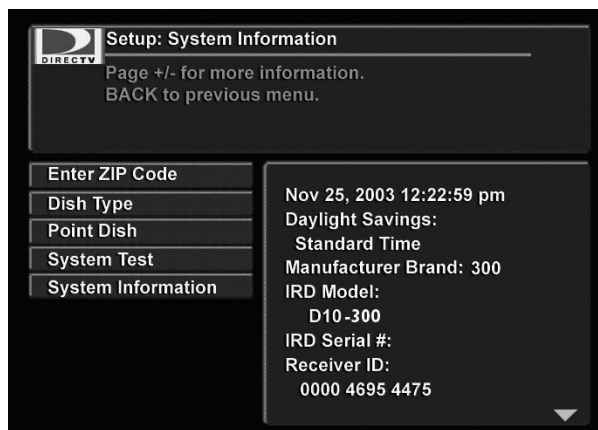 DIRECTV
Setup: System Information
Page +/- for more information.
BACK to previous menu.
Enter ZIP Code
Dish Type
Point Dish
System Test
System Information
Nov 25, 2003 12:22:59 pm
Daylight Savings:
Standard Time
Manufacturer Brand: 300
IRD Model:
D10-300
IRD Serial #:
Receiver ID:
0000 4695 4475